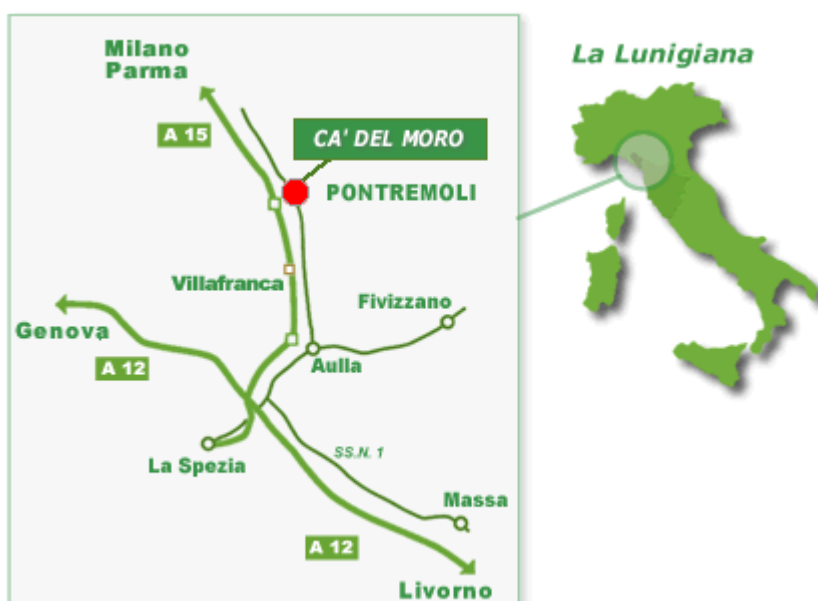 Milano
Parma
La Lunigiana
A 15
CA' DEL MORO
PONTREMOLI
Villafranca
Fivizzano
Genova
A 12
Aulla
La Spezia
SS.N. 1
Massa
A 12
Livorno